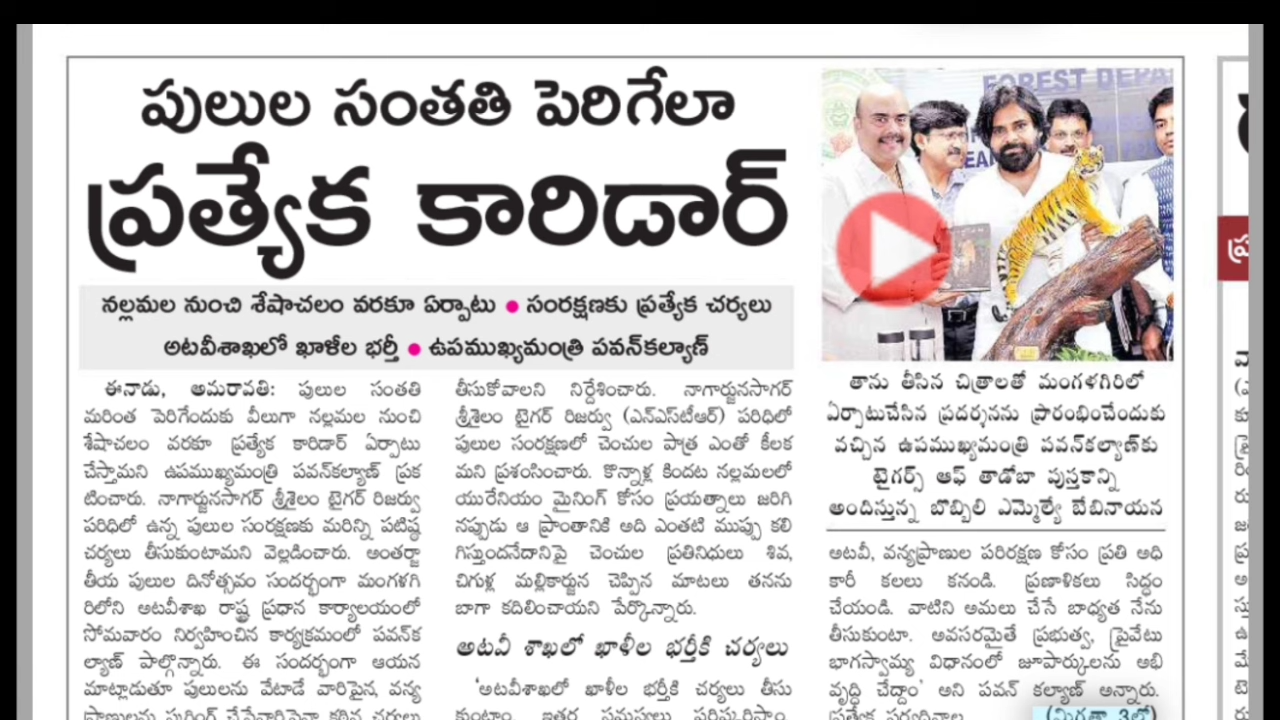 పులుల సంతతి పెరిగేలా
ప్రత్యేక కారిడార్
నల్లమల నుంచి శేషాచలం వరకూ ఏర్పాటు ● సంరక్షణకు ప్రత్యేక చర్యలు
అటవీశాఖలో ఖాళీల భర్తీ ● ఉపముఖ్యమంత్రి పవన్‌కల్యాణ్
ఈనాడు, అమరావతి: పులుల సంతతి
మరింత పెరిగేందుకు వీలుగా నల్లమల నుంచి
శేషాచలం వరకూ ప్రత్యేక కారిడార్ ఏర్పాటు
చేస్తామని ఉపముఖ్యమంత్రి పవన్‌కల్యాణ్ ప్రక
టించారు. నాగార్జునసాగర్ శ్రీశైలం టైగర్ రిజర్వు
పరిధిలో ఉన్న పులుల సంరక్షణకు మరిన్ని పటిష్ఠ
చర్యలు తీసుకుంటామని వెల్లడించారు. అంతర్జా
తీయ పులుల దినోత్సవం సందర్భంగా మంగళగి
రిలోని అటవీశాఖ రాష్ట్ర ప్రధాన కార్యాలయంలో
సోమవారం నిర్వహించిన కార్యక్రమంలో పవన్‌క
ల్యాణ్ పాల్గొన్నారు. ఈ సందర్భంగా ఆయన
మాట్లాడుతూ పులులను వేటాడే వారిపైన, వన్య
తీసుకోవాలని నిర్దేశించారు. నాగార్జునసాగర్
శ్రీశైలం టైగర్ రిజర్వు (ఎన్ఎస్‌టీఆర్) పరిధిలో
పులుల సంరక్షణలో చెంచుల పాత్ర ఎంతో కీలక
మని ప్రశంసించారు. కొన్నాళ్ల కిందట నల్లమలలో
యురేనియం మైనింగ్ కోసం ప్రయత్నాలు జరిగి
నప్పుడు ఆ ప్రాంతానికి అది ఎంతటి ముప్పు కలి
గిస్తుందనేదానిపై చెంచుల ప్రతినిధులు శివ,
చిగుళ్ల మల్లికార్జున చెప్పిన మాటలు తనను
బాగా కదిలించాయని పేర్కొన్నారు.
అటవీ శాఖలో ఖాళీల భర్తీకి చర్యలు
'అటవీశాఖలో ఖాళీల భర్తీకి చర్యలు తీసు
FOREST DEPA
తాను తీసిన చిత్రాలతో మంగళగిరిలో
ఏర్పాటుచేసిన ప్రదర్శనను ప్రారంభించేందుకు
వచ్చిన ఉపముఖ్యమంత్రి పవన్‌కల్యాణ్‌కు
టైగర్స్ ఆఫ్ తాడోబా పుస్తకాన్ని
అందిస్తున్న బొబ్బిలి ఎమ్మెల్యే బేబినాయన
అటవీ, వన్యప్రాణుల పరిరక్షణ కోసం ప్రతి అధి
కారీ కలలు కనండి. ప్రణాళికలు సిద్ధం
చేయండి. వాటిని అమలు చేసే బాధ్యత నేను
తీసుకుంటా. అవసరమైతే ప్రభుత్వ, ప్రైవేటు
భాగస్వామ్య విధానంలో జూపార్కులను అభి
వృద్ధి చేద్దాం' అని పవన్ కల్యాణ్ అన్నారు.